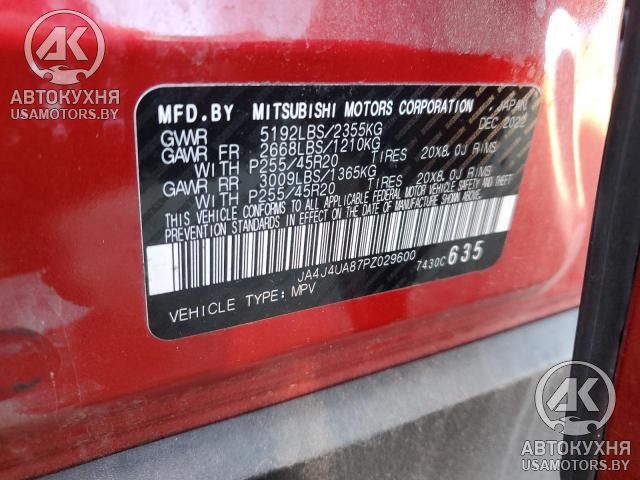 АК
АВТОКУХНЯ
USAMOTORS.BY
MFD.BY MITSUBISHI MOTORS CORPORATION , JAPAN
GVWR 5192LBS/2355KG DEC 2022
GAWR FR 2668LBS/1210KG
WITH P255/45R20 TIRES 20X8.0J RIMS
GAWR RR 3009LBS/1365KG
WITH P255/45R20 TIRES 20X8.0J RIMS
THIS VEHICLE CONFORMS TO ALL APPLICABLE FEDERAL MOTOR VEHICLE SAFETY AND THEFT
PREVENTION STANDARDS IN EFFECT ON THE DATE OF MANUFACTURE SHOWN ABOVE.
JA4J4UA87PZ029600
7430C 635
VEHICLE TYPE: MPV
АК
АВТОКУХНЯ
USAMOTORS.BY